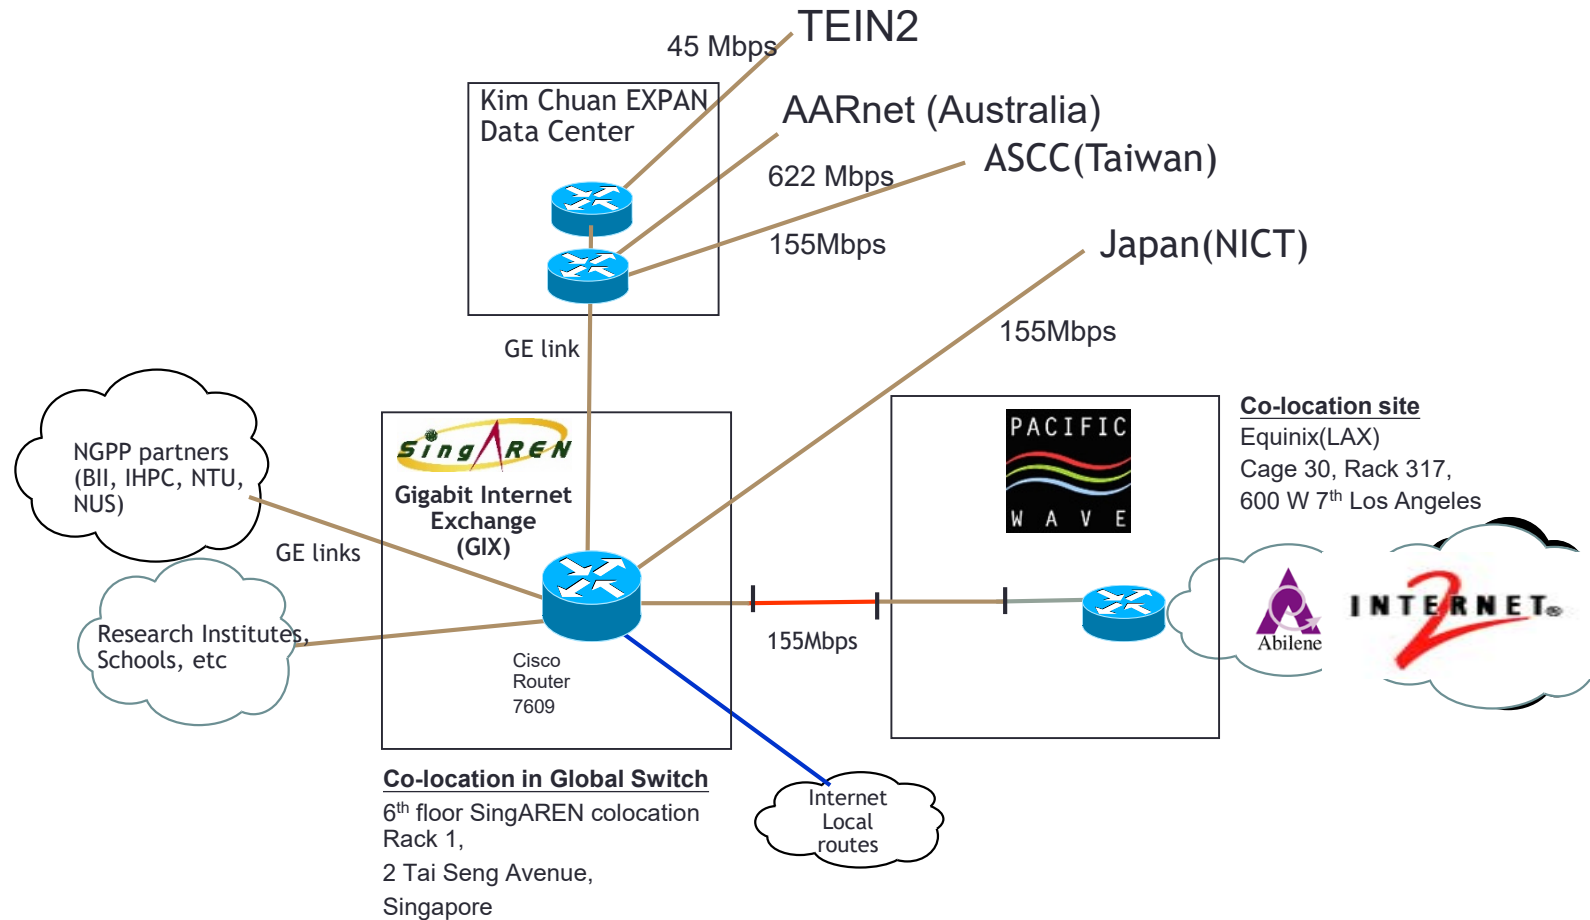 TEIN2
45 Mbps
Kim Chuan EXPAN
Data Center
AARnet (Australia)
ASCC(Taiwan)
622 Mbps
155Mbps
Japan(NICT)
155Mbps
GE link
NGPP partners
(BII, IHPC, NTU,
NUS)
GE links
Research Institutes,
Schools, etc
SingAREN
Gigabit Internet
Exchange
(GIX)
Cisco
Router
7609
155Mbps
PACIFIC
WAVE
Co-location site
Equinix(LAX)
Cage 30, Rack 317,
600 W 7th Los Angeles
Abilene
INTERNET®
2
Co-location in Global Switch
6th floor SingAREN colocation
Rack 1,
2 Tai Seng Avenue,
Singapore
Internet
Local
routes